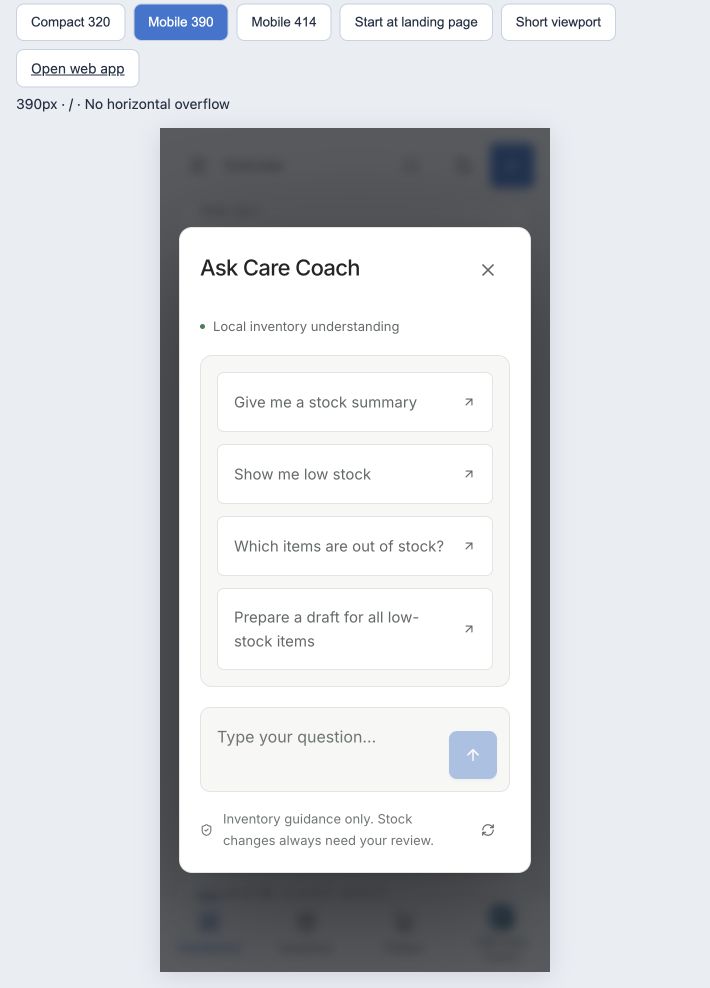 Compact 320
Mobile 390
Mobile 414
Start at landing page
Short viewport
Open web app
390px · / · No horizontal overflow
Ask Care Coach
Local inventory understanding
Give me a stock summary
Show me low stock
Which items are out of stock?
Prepare a draft for all low-
stock items
Type your question...
Inventory guidance only. Stock
changes always need your review.